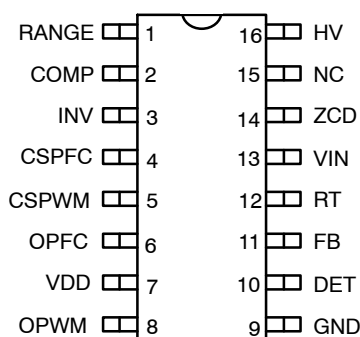 RANGE 1 16 HV
COMP 2 15 NC
INV 3 14 ZCD
CSPFC 4 13 VIN
CSPWM 5 12 RT
OPFC 6 11 FB
VDD 7 10 DET
OPWM 8 9 GND